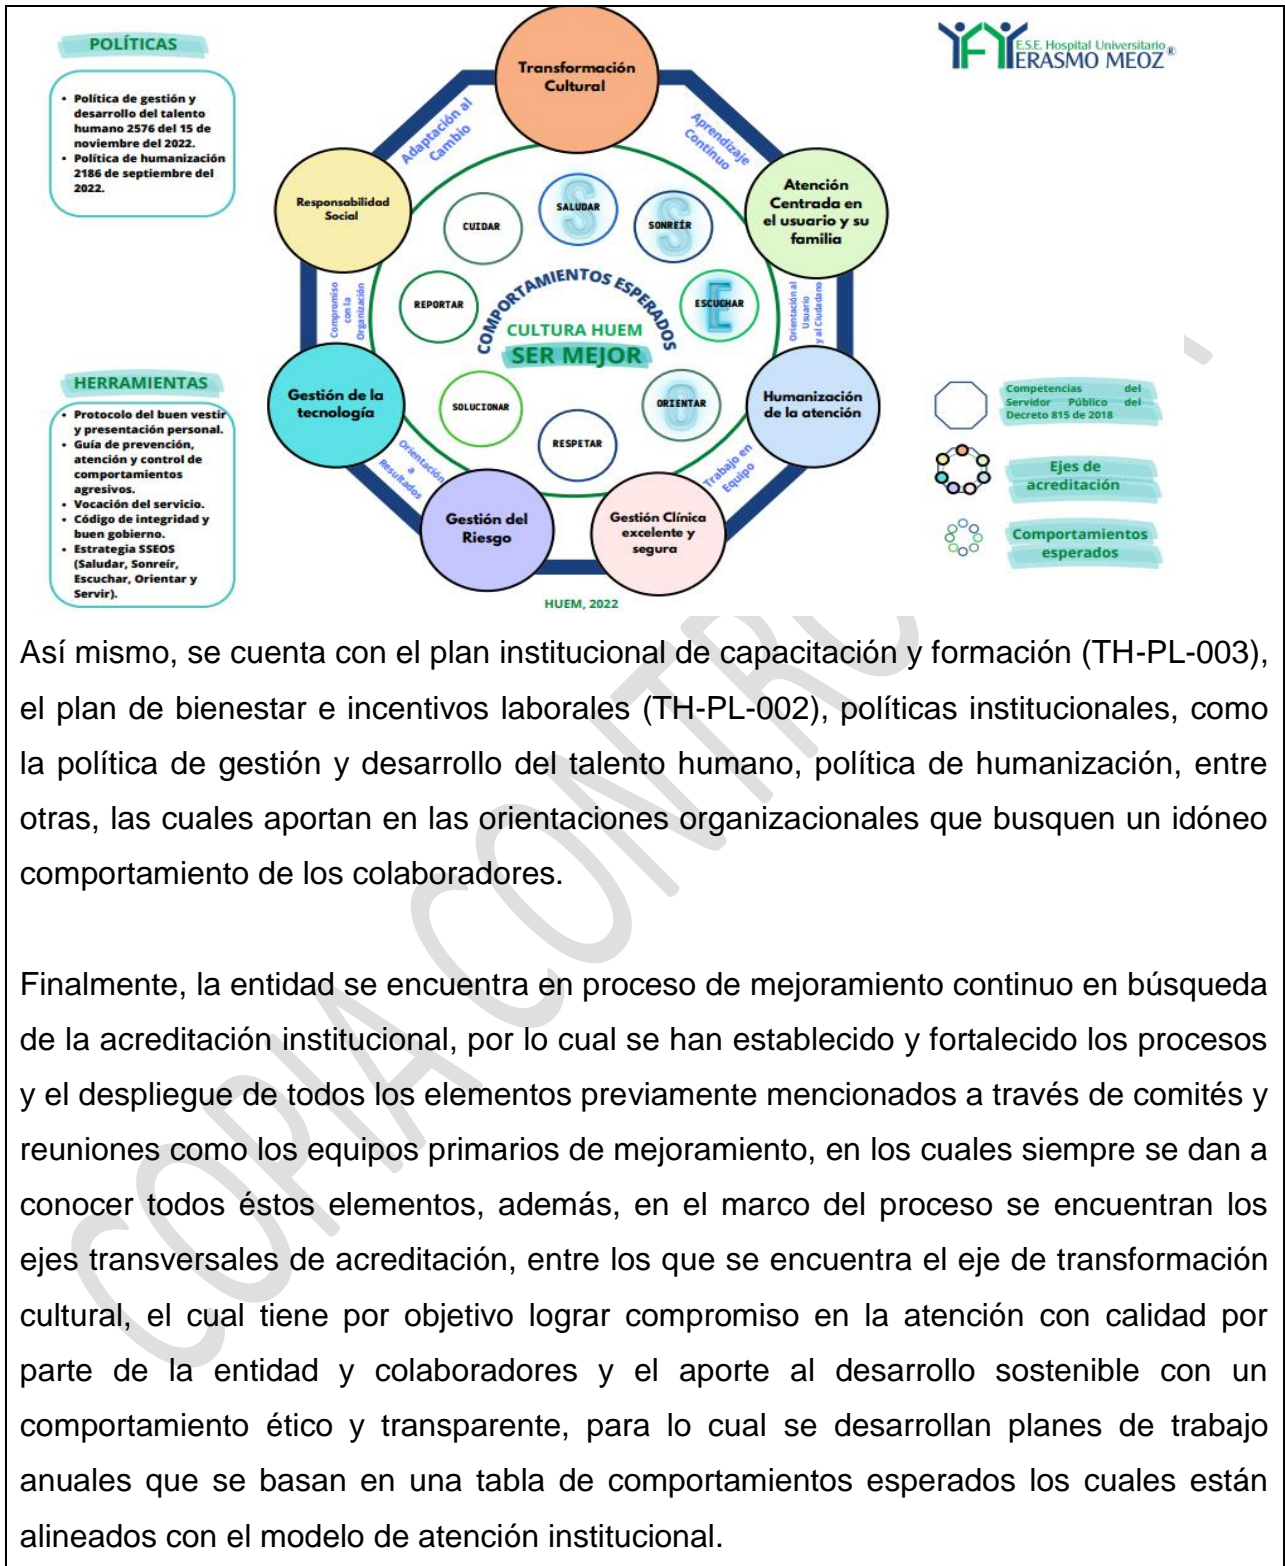 POLÍTICAS
• Política de gestión y
desarrollo del talento
humano 2576 del 15 de
noviembre del 2022.
• Política de humanización
2186 de septiembre del
2022.
HERRAMIENTAS
• Protocolo del buen vestir
y presentación personal.
• Guía de prevención,
atención y control de
comportamientos
agresivos.
• Vocación del servicio.
• Código de integridad y
buen gobierno.
• Estrategia SSEOS
(Saludar, Sonreír,
Escuchar, Orientar y
Servir).
Transformación
Cultural
Adaptación al
Cambio
Aprendizaje
Continuo
Responsabilidad
Social
Atención
Centrada en
el usuario y su
familia
Compromiso
con la
Organización
Orientación al
Usuario
y al Ciudadano
Gestión de la
tecnología
Humanización
de la atención
Orientación
a
Resultados
Trabajo en
Equipo
Gestión del
Riesgo
Gestión Clínica
excelente y
segura
S
SALUDAR
S
SONREÍR
E
ESCUCHAR
O
ORIENTAR
RESPETAR
SOLUCIONAR
REPORTAR
CUIDAR
COMPORTAMIENTOS ESPERADOS
CULTURA HUEM
SER MEJOR
HUEM, 2022
E.S.E. Hospital Universitario
ERASMO MEOZ®
Competencias del
Servidor Público del
Decreto 815 de 2018
Ejes de
acreditación
Comportamientos
esperados
Así mismo, se cuenta con el plan institucional de capacitación y formación (TH-PL-003),
el plan de bienestar e incentivos laborales (TH-PL-002), políticas institucionales, como
la política de gestión y desarrollo del talento humano, política de humanización, entre
otras, las cuales aportan en las orientaciones organizacionales que busquen un idóneo
comportamiento de los colaboradores.
Finalmente, la entidad se encuentra en proceso de mejoramiento continuo en búsqueda
de la acreditación institucional, por lo cual se han establecido y fortalecido los procesos
y el despliegue de todos los elementos previamente mencionados a través de comités y
reuniones como los equipos primarios de mejoramiento, en los cuales siempre se dan a
conocer todos éstos elementos, además, en el marco del proceso se encuentran los
ejes transversales de acreditación, entre los que se encuentra el eje de transformación
cultural, el cual tiene por objetivo lograr compromiso en la atención con calidad por
parte de la entidad y colaboradores y el aporte al desarrollo sostenible con un
comportamiento ético y transparente, para lo cual se desarrollan planes de trabajo
anuales que se basan en una tabla de comportamientos esperados los cuales están
alineados con el modelo de atención institucional.
COPIA CONTRO